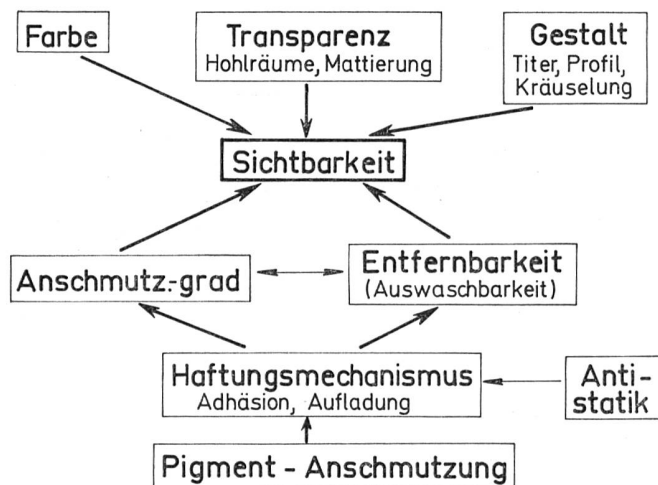 Farbe
Transparenz
Hohlräume, Mattierung
Gestalt
Titer, Profil,
Kräuselung
Sichtbarkeit
Anschmutz.-grad
Entfernbarkeit
(Auswaschbarkeit)
Haftungsmechanismus
Adhäsion, Aufladung
Anti-
statik
Pigment - Anschmutzung